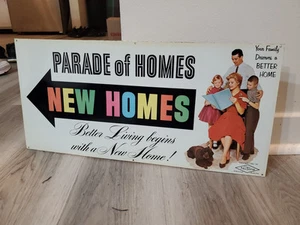 PARADE of HOMES
NEW HOMES
Better Living begins
with a New Home!
Your Family
Deserves a
BETTER
HOME